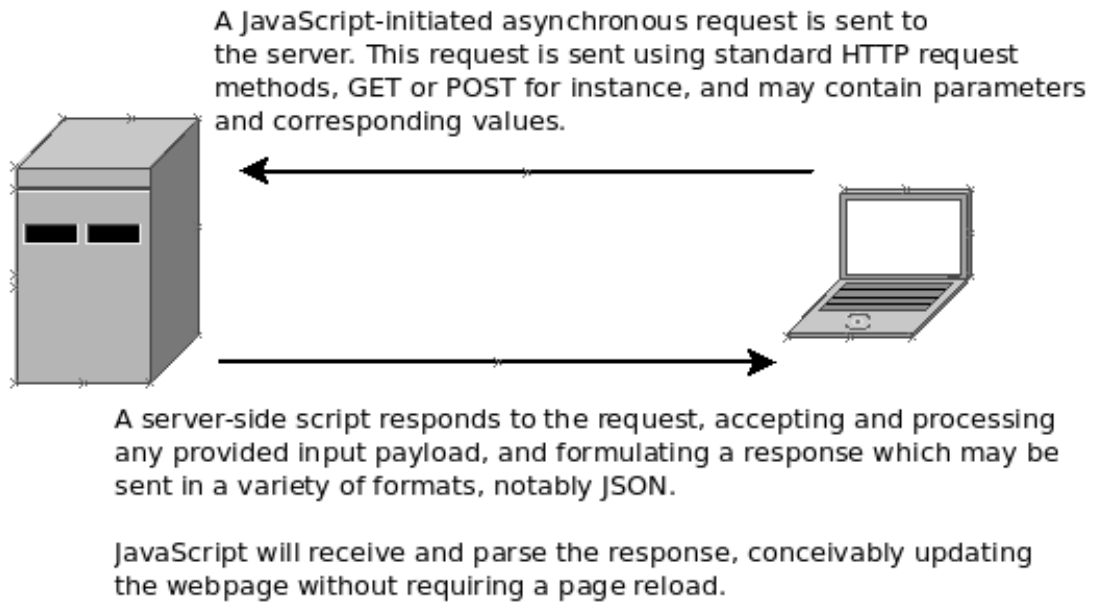 A JavaScript-initiated asynchronous request is sent to
the server. This request is sent using standard HTTP request
methods, GET or POST for instance, and may contain parameters
and corresponding values.
A server-side script responds to the request, accepting and processing
any provided input payload, and formulating a response which may be
sent in a variety of formats, notably JSON.
JavaScript will receive and parse the response, conceivably updating
the webpage without requiring a page reload.